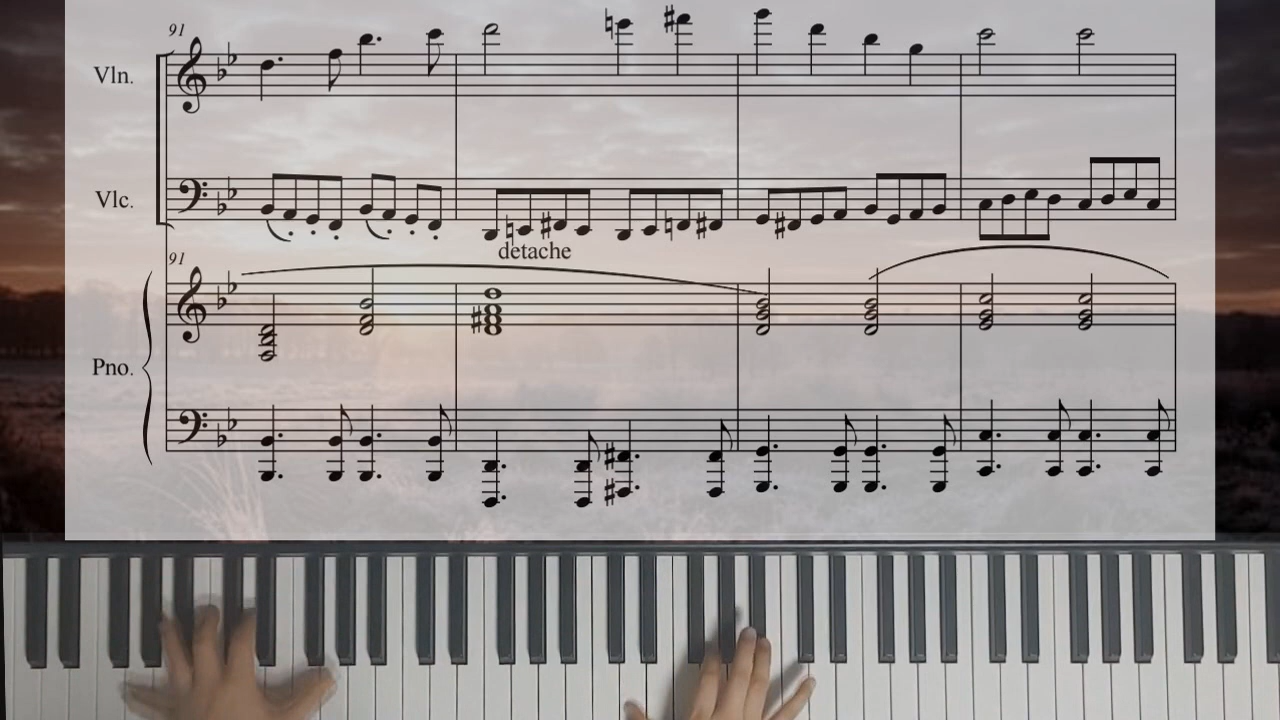 91
Vln.
Vlc.
detache
91
Pno.